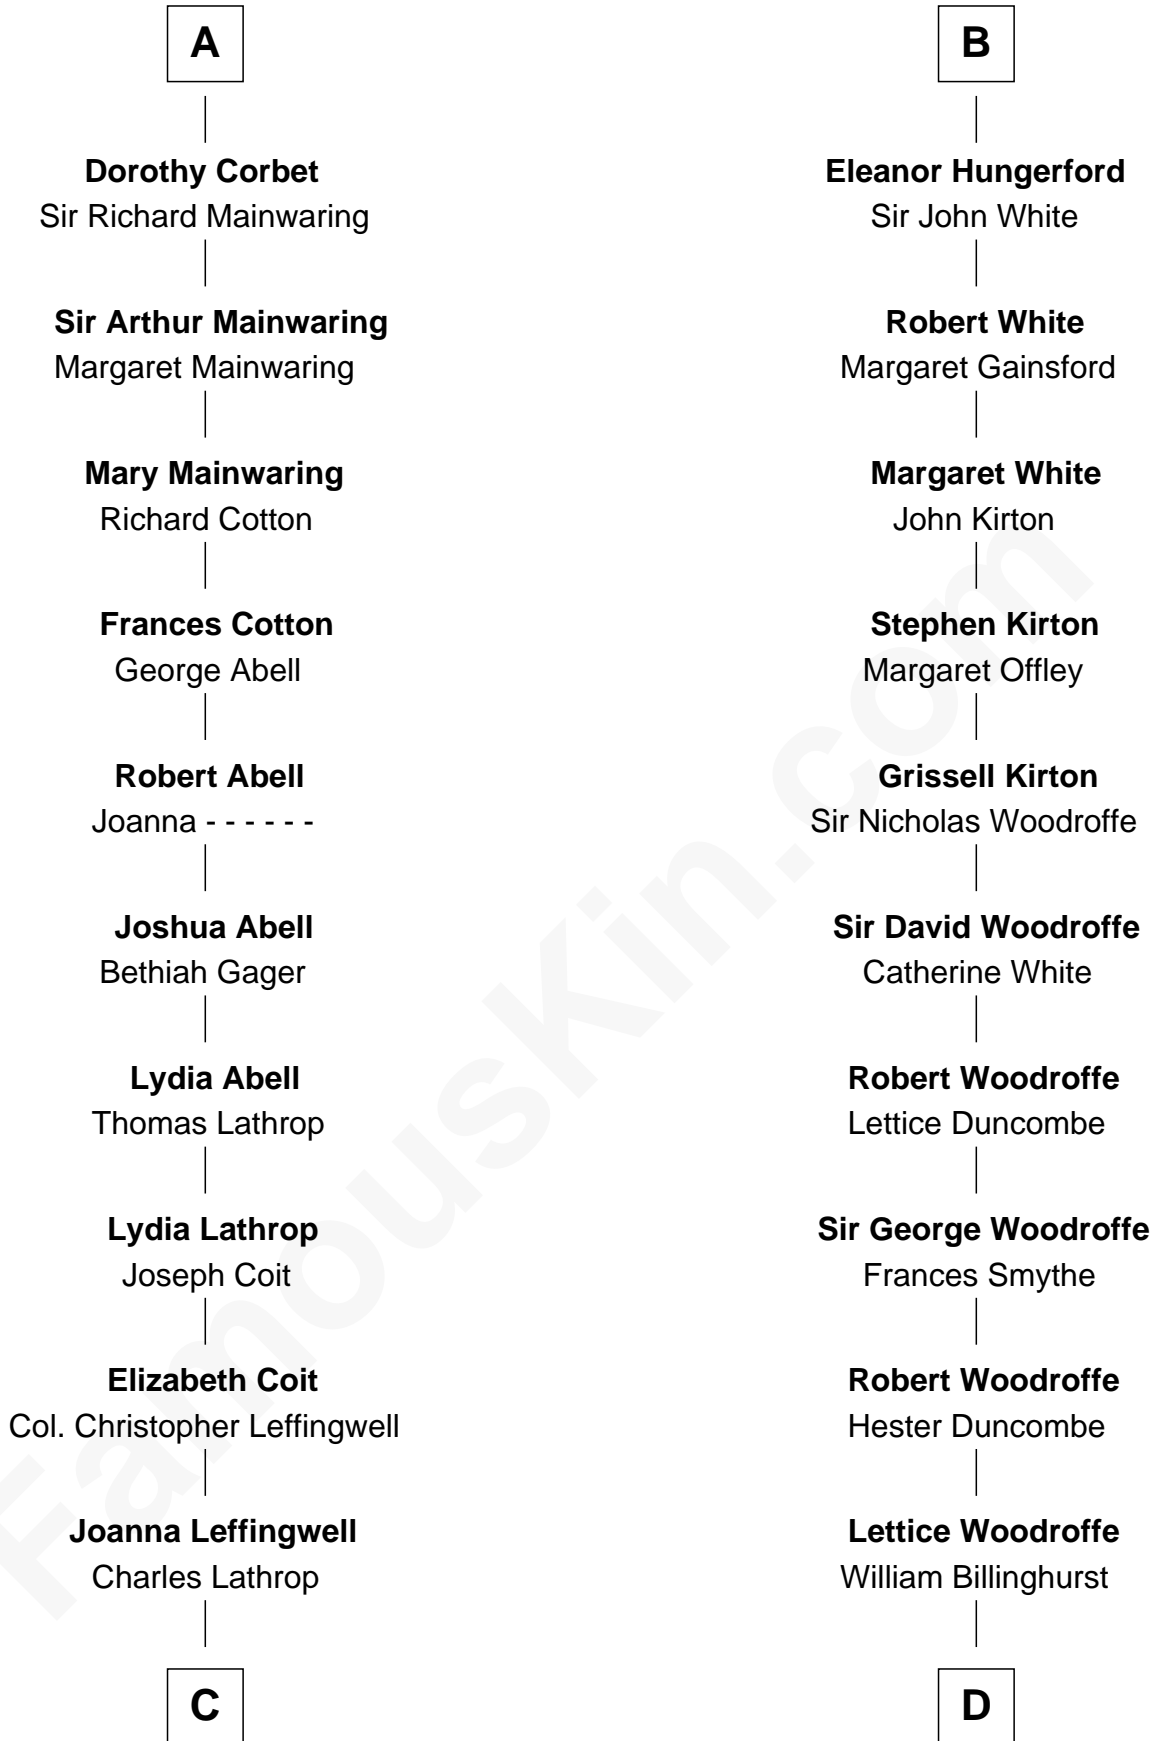 A
Dorothy Corbet
Sir Richard Mainwaring
Sir Arthur Mainwaring
Margaret Mainwaring
Mary Mainwaring
Richard Cotton
Frances Cotton
George Abell
Robert Abell
Joanna - - - - - -
Joshua Abell
Bethiah Gager
Lydia Abell
Thomas Lathrop
Lydia Lathrop
Joseph Coit
Elizabeth Coit
Col. Christopher Leffingwell
Joanna Leffingwell
Charles Lathrop
C
B
Eleanor Hungerford
Sir John White
Robert White
Margaret Gainsford
Margaret White
John Kirton
Stephen Kirton
Margaret Offley
Grissell Kirton
Sir Nicholas Woodroffe
Sir David Woodroffe
Catherine White
Robert Woodroffe
Lettice Duncombe
Sir George Woodroffe
Frances Smythe
Robert Woodroffe
Hester Duncombe
Lettice Woodroffe
William Billinghurst
D
FamousKin.com